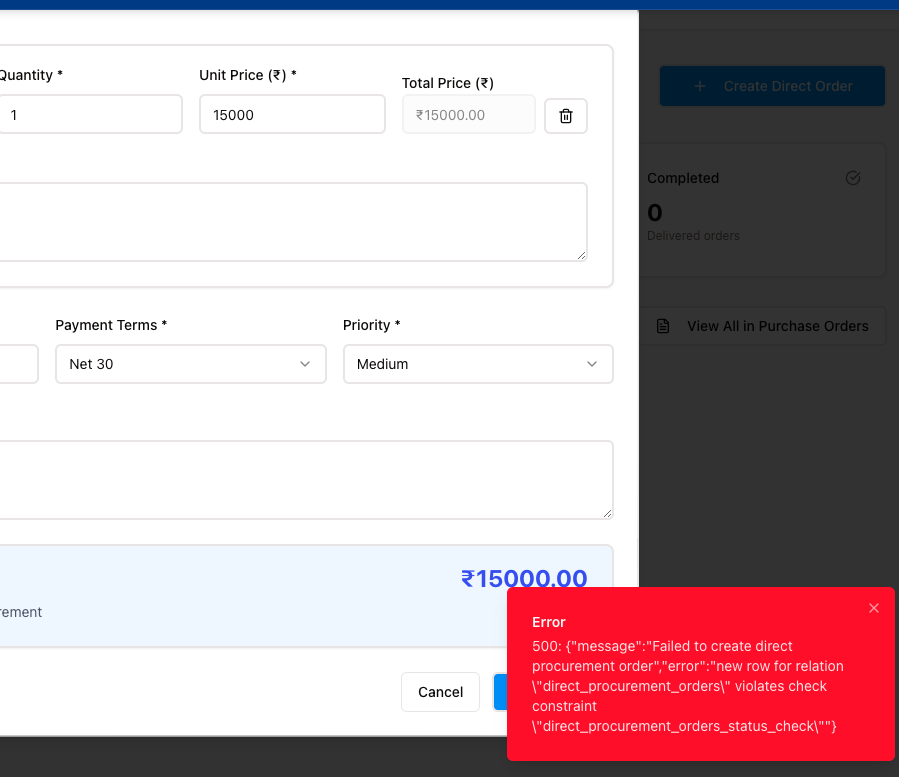 Quantity *
Unit Price (₹) *
Total Price (₹)
1
15000
₹15000.00
Create Direct Order
Completed
0
Delivered orders
View All in Purchase Orders
Payment Terms *
Priority *
Net 30
Medium
₹15000.00
rement
Cancel
Error
500: {"message":"Failed to create direct
procurement order","error":"new row for relation
\"direct_procurement_orders\" violates check
constraint
\"direct_procurement_orders_status_check\""}